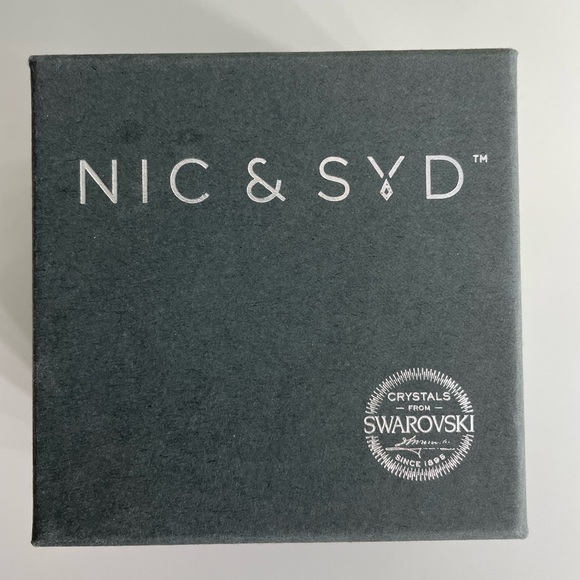 NIC & SYD™
CRYSTALS
FROM
SWAROVSKI
SINCE 1895